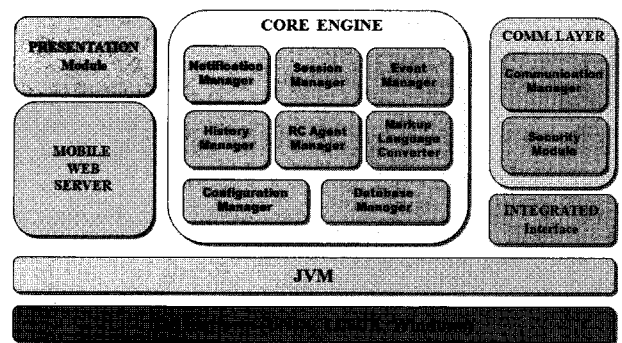 PRESENTATION
Module
MOBILE
WEB
SERVER
CORE ENGINE
Notification
Manager
Session
Manager
Event
Manager
History
Manager
RC Agent
Manager
Markup
Language
Converter
Configuration
Manager
Database
Manager
COMM. LAYER
Communication
Manager
Security
Module
INTEGRATED
Interface
JVM